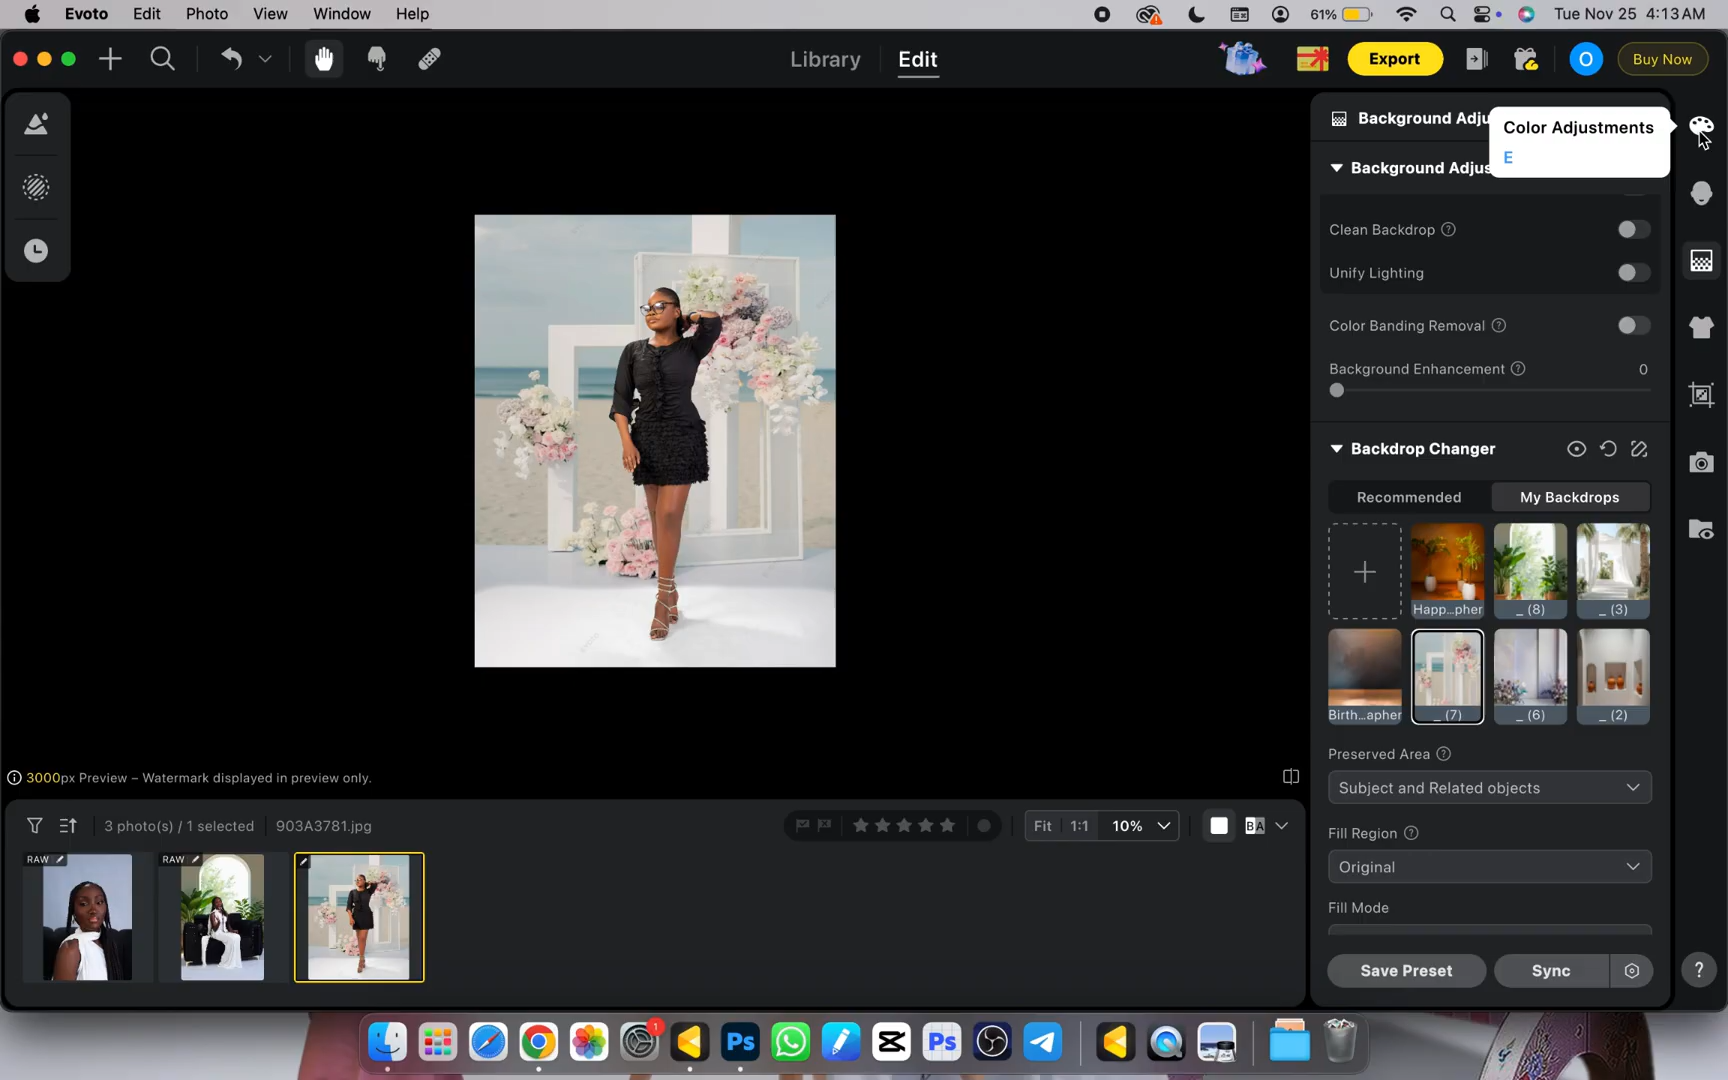 Evoto Edit Photo View Window Help 61% Tue Nov 25 4:13 AM
Library Edit Export O Buy Now
Background Adju
Color Adjustments
E
Background Adjus
Clean Backdrop ?
Unify Lighting
Color Banding Removal ?
Background Enhancement ? 0
Backdrop Changer
Recommended My Backdrops
Happ...pher _ (8) _ (3)
Birth...apher _ (7) _ (6) _ (2)
Preserved Area ?
Subject and Related objects
Fill Region ?
Original
Fill Mode
Save Preset Sync ?
3000px Preview – Watermark displayed in preview only.
3 photo(s) / 1 selected 903A3781.jpg Fit 1:1 10% BA
RAW RAW
1 Ps Ps